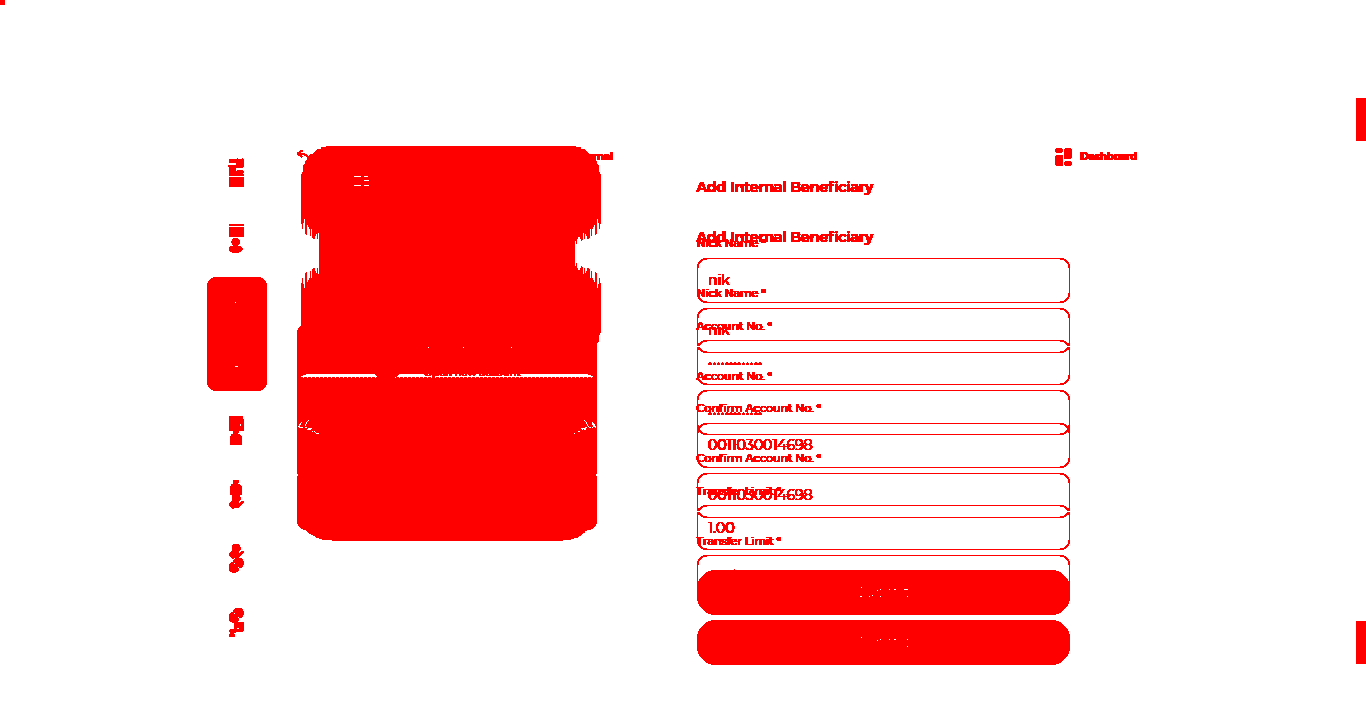 Dashboard
Add Internal Beneficiary
Add Internal Beneficiary
Nick Name *
nik
Nick Name *
Account No. *
nik
Account No. *
Confirm Account No. *
0011030014698
Confirm Account No. *
Transfer Limit *
0011030014698
1.00
Transfer Limit *